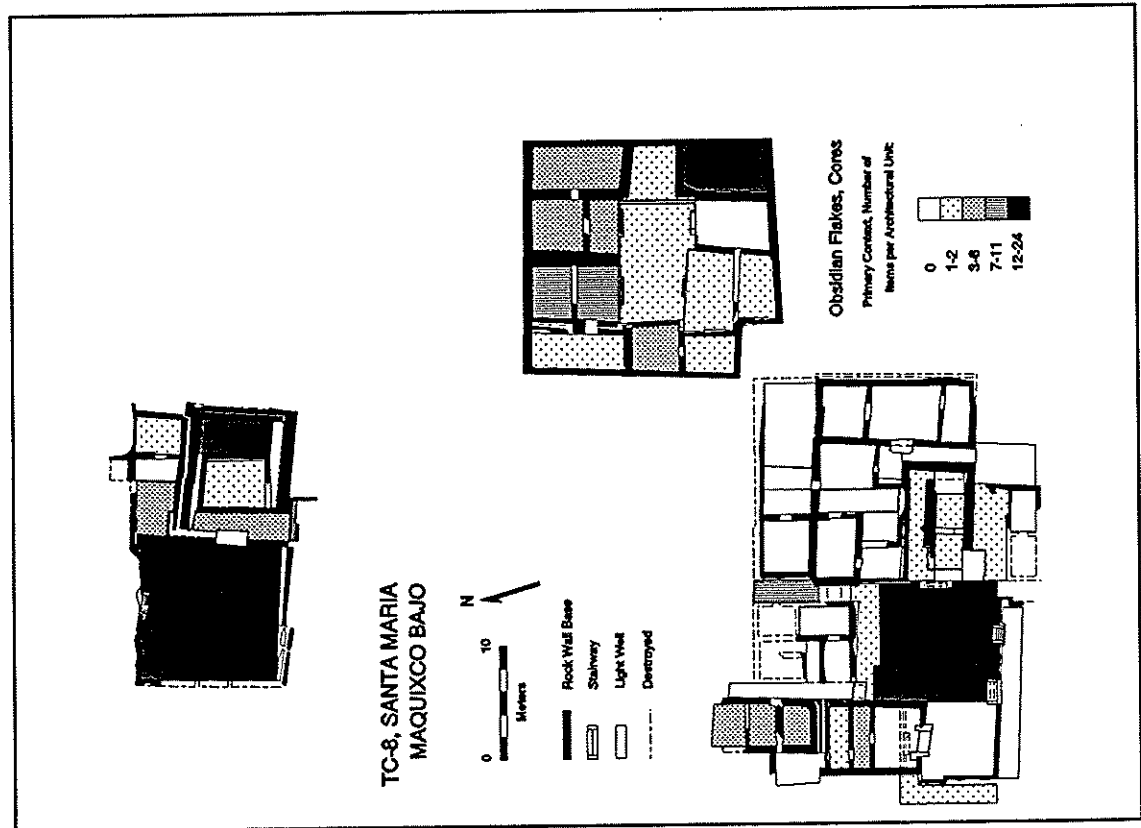 TC-8, SANTA MARIA
MAQUIXCO BAJO
N
0 10
Meters
Rock Wall Base
Stairway
Light Well
Destroyed
Obsidian Flakes, Cores
Primary Context, Number of
Items per Architectural Unit:
0
1-2
3-6
7-11
12-24